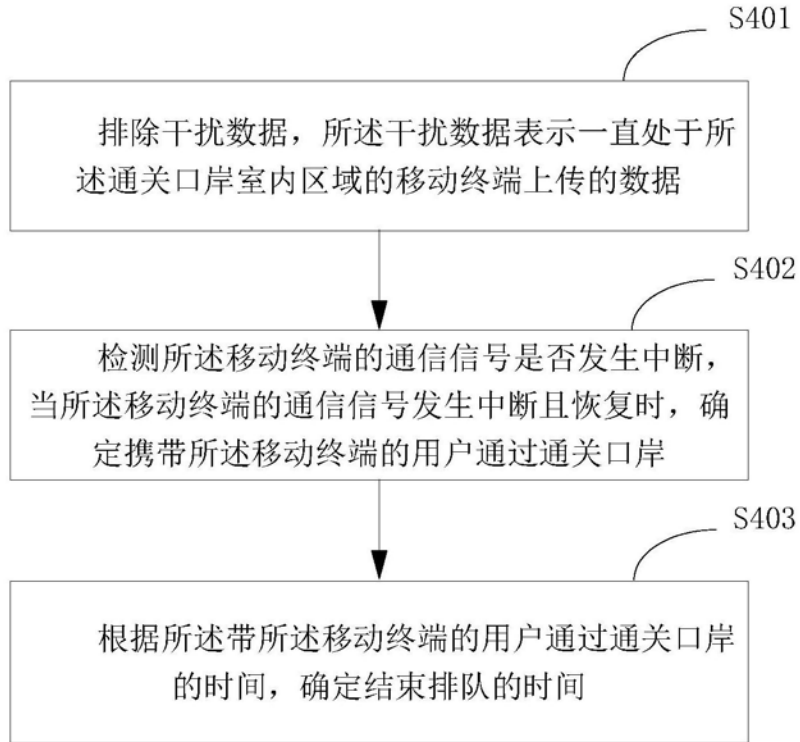 S401
排除干扰数据，所述干扰数据表示一直处于所
述通关口岸室内区域的移动终端上传的数据
S402
检测所述移动终端的通信信号是否发生中断，
当所述移动终端的通信信号发生中断且恢复时，确
定携带所述移动终端的用户通过通关口岸
S403
根据所述带所述移动终端的用户通过通关口岸
的时间，确定结束排队的时间